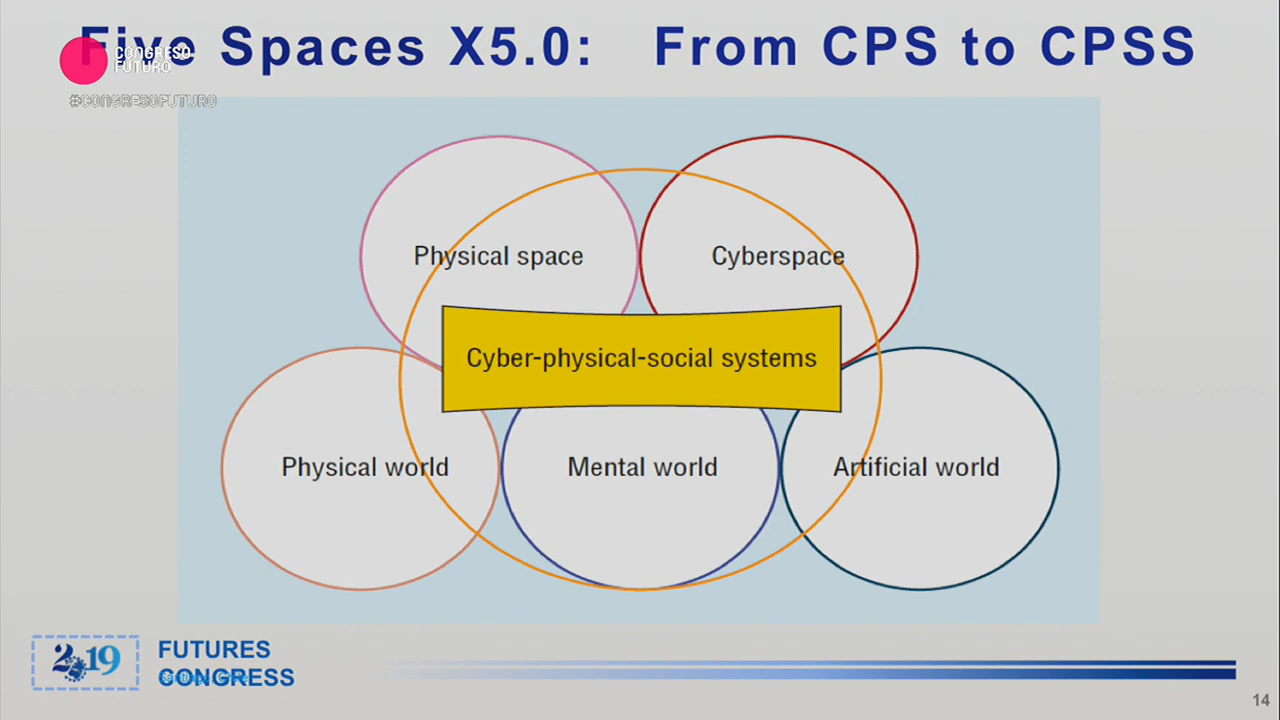 Five Spaces X5.0: From CPS to CPSS
CONGRESO
FUTURO
#CONGRESOFUTURO
Physical space
Cyberspace
Cyber-physical-social systems
Physical world
Mental world
Artificial world
2019
FUTURES
CONGRESS
14